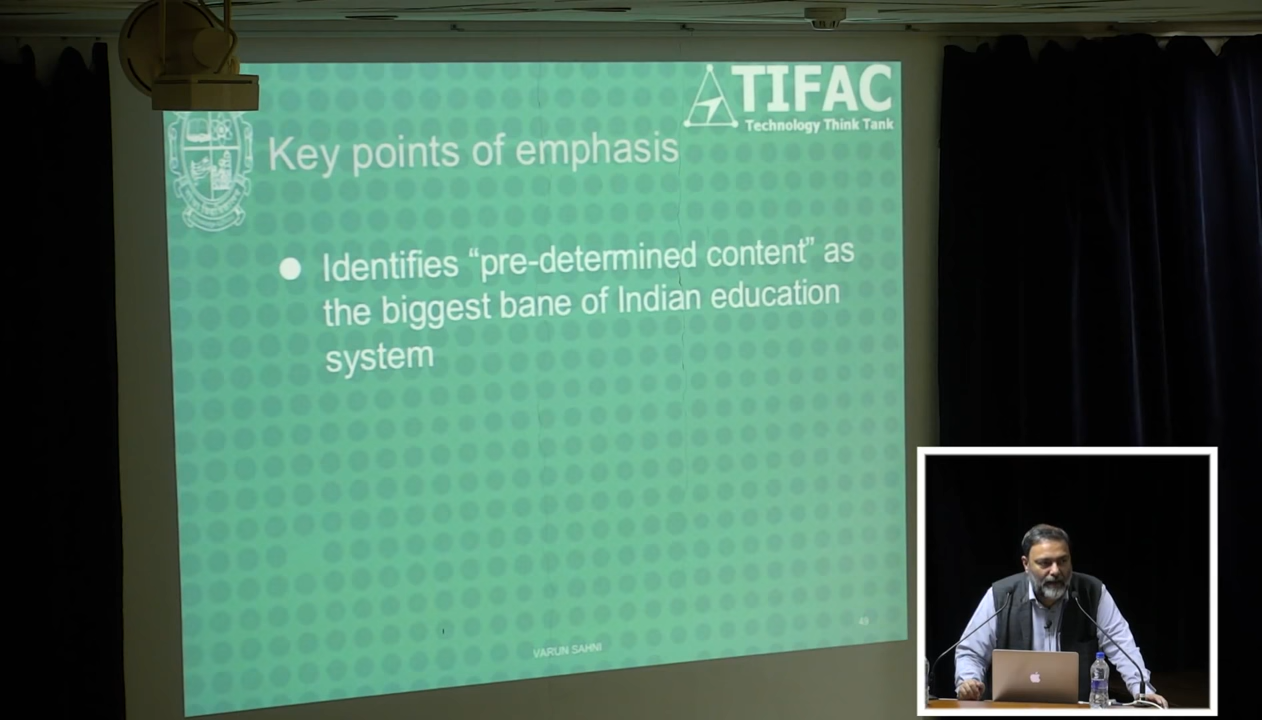 TIFAC
Technology Think Tank
Key points of emphasis
● Identifies “pre-determined content” as
the biggest bane of Indian education
system
VARUN SAHNI
49